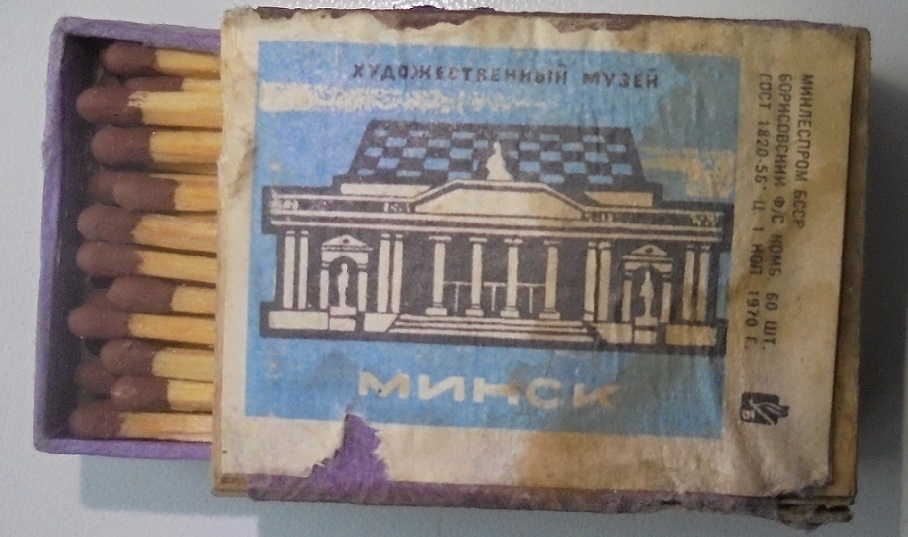 ХУДОЖЕСТВЕННЫЙ МУЗЕЙ
МИНСК
МИНЛЕСПРОМ БССР
БОРИСОВСКИЙ Ф/С КОМБ 60 ШТ.
ГОСТ 1820-56* Ц. 1 КОП 1970 Г.
Б